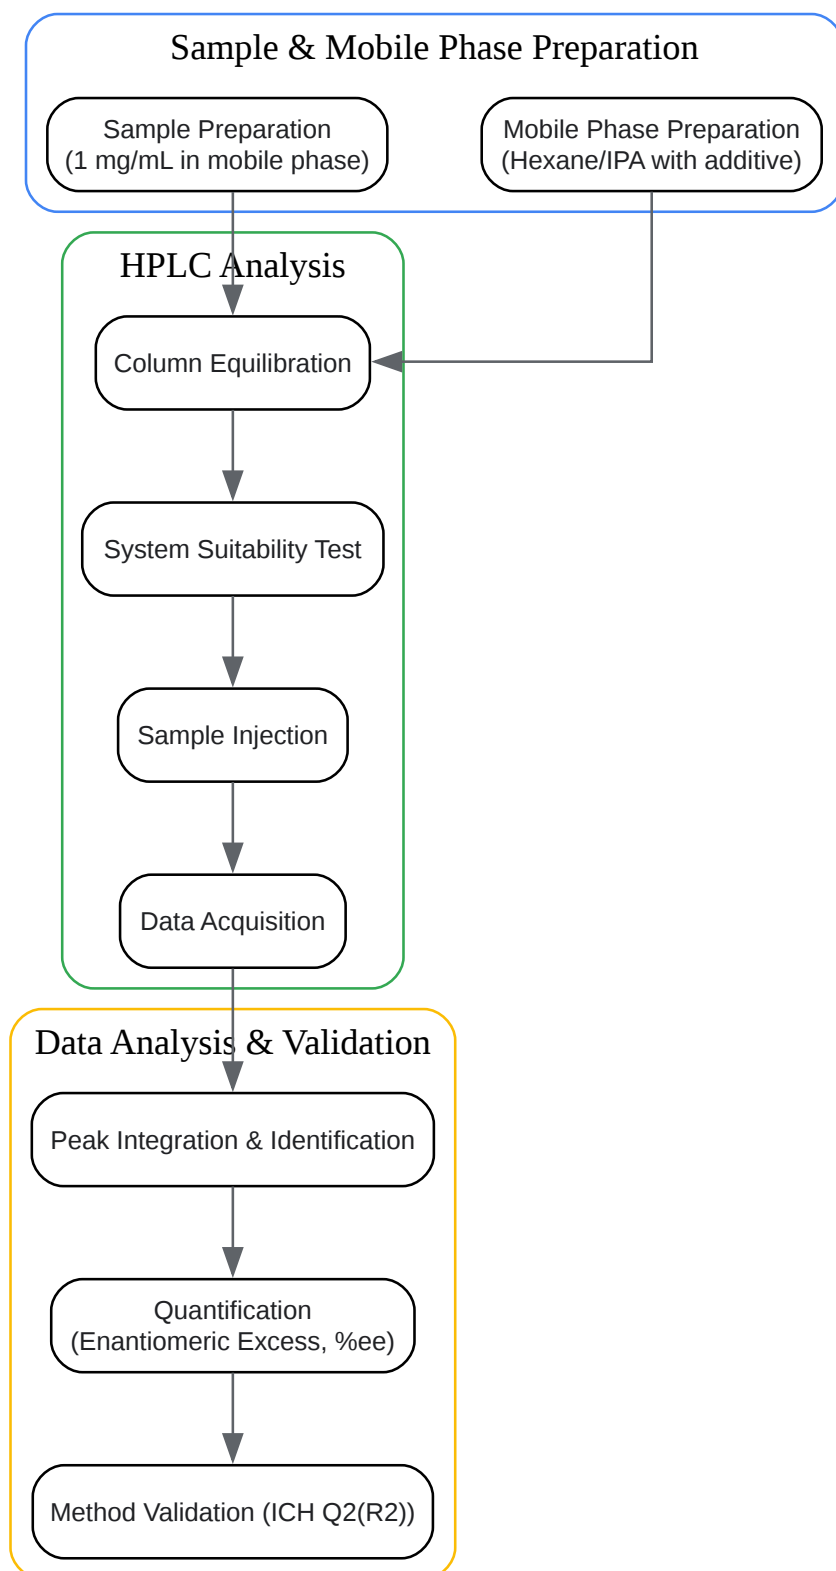 Sample & Mobile Phase Preparation
Sample Preparation
(1 mg/mL in mobile phase)
Mobile Phase Preparation
(Hexane/IPA with additive)
HPLC Analysis
Column Equilibration
System Suitability Test
Sample Injection
Data Acquisition
Data Analysis & Validation
Peak Integration & Identification
Quantification
(Enantiomeric Excess, %ee)
Method Validation (ICH Q2(R2))